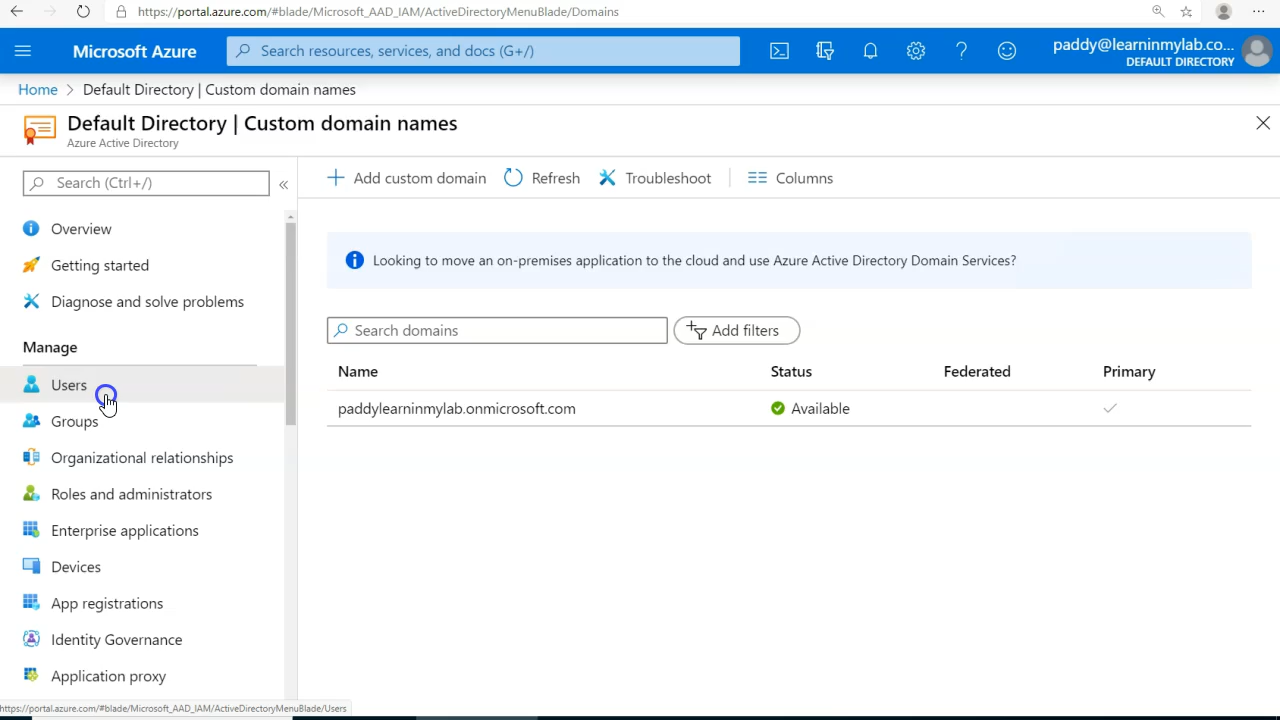 https://portal.azure.com/#blade/Microsoft_AAD_IAM/ActiveDirectoryMenuBlade/Domains
Microsoft Azure
Search resources, services, and docs (G+/)
paddy@learninmylab.co...
DEFAULT DIRECTORY
Home > Default Directory | Custom domain names
Default Directory | Custom domain names
Azure Active Directory
Search (Ctrl+/)
«
Overview
Getting started
Diagnose and solve problems
Manage
Users
Groups
Organizational relationships
Roles and administrators
Enterprise applications
Devices
App registrations
Identity Governance
Application proxy
Add custom domain
Refresh
Troubleshoot
Columns
Looking to move an on-premises application to the cloud and use Azure Active Directory Domain Services?
Search domains
Add filters
Name Status Federated Primary
paddylearninmylab.onmicrosoft.com Available
https://portal.azure.com/#blade/Microsoft_AAD_IAM/ActiveDirectoryMenuBlade/Users